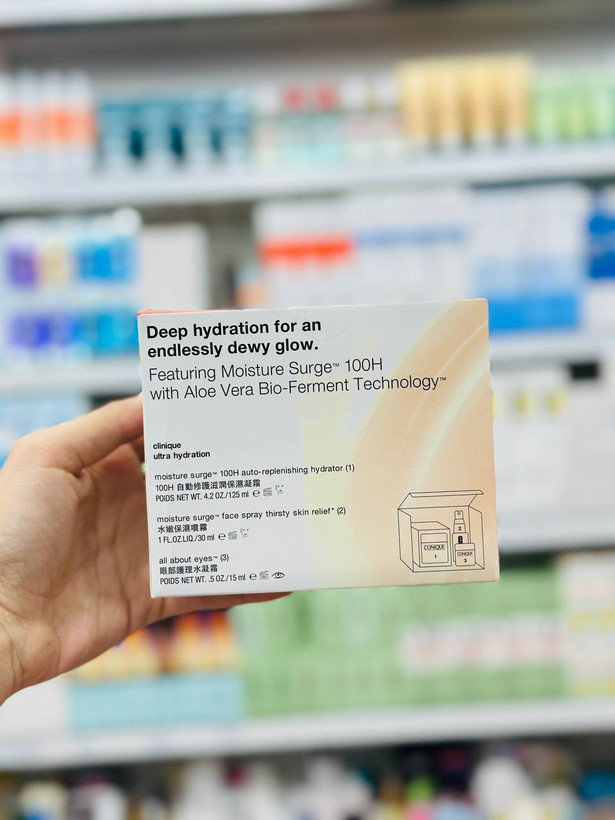 Deep hydration for an
endlessly dewy glow.
Featuring Moisture Surge™ 100H
with Aloe Vera Bio-Ferment Technology™
clinique
ultra hydration
moisture surge™ 100H auto-replenishing hydrator (1)
100H 自動修護滋潤保濕凝霜
POIDS NET WT. 4.2 OZ./125 ml ℮
moisture surge™ face spray thirsty skin relief* (2)
水嫩保濕噴霧
1 FL.OZ.LIQ./30 ml ℮
all about eyes™ (3)
眼部護理水凝霜
POIDS NET WT. .5 OZ./15 ml ℮
2
CLINIQUE
1
CLINIQUE
3